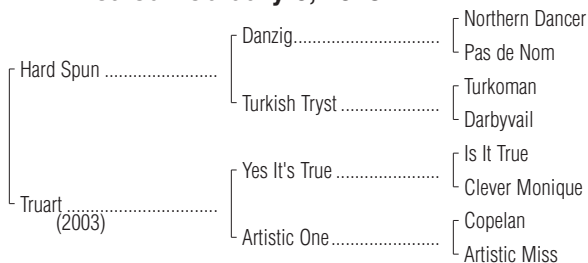 Northern Dancer
Danzig
Pas de Nom
Hard Spun
Turkoman
Turkish Tryst
Darbyvail
Is It True
Yes It's True
Clever Monique
Truart
(2003)
Copelan
Artistic One
Artistic Miss